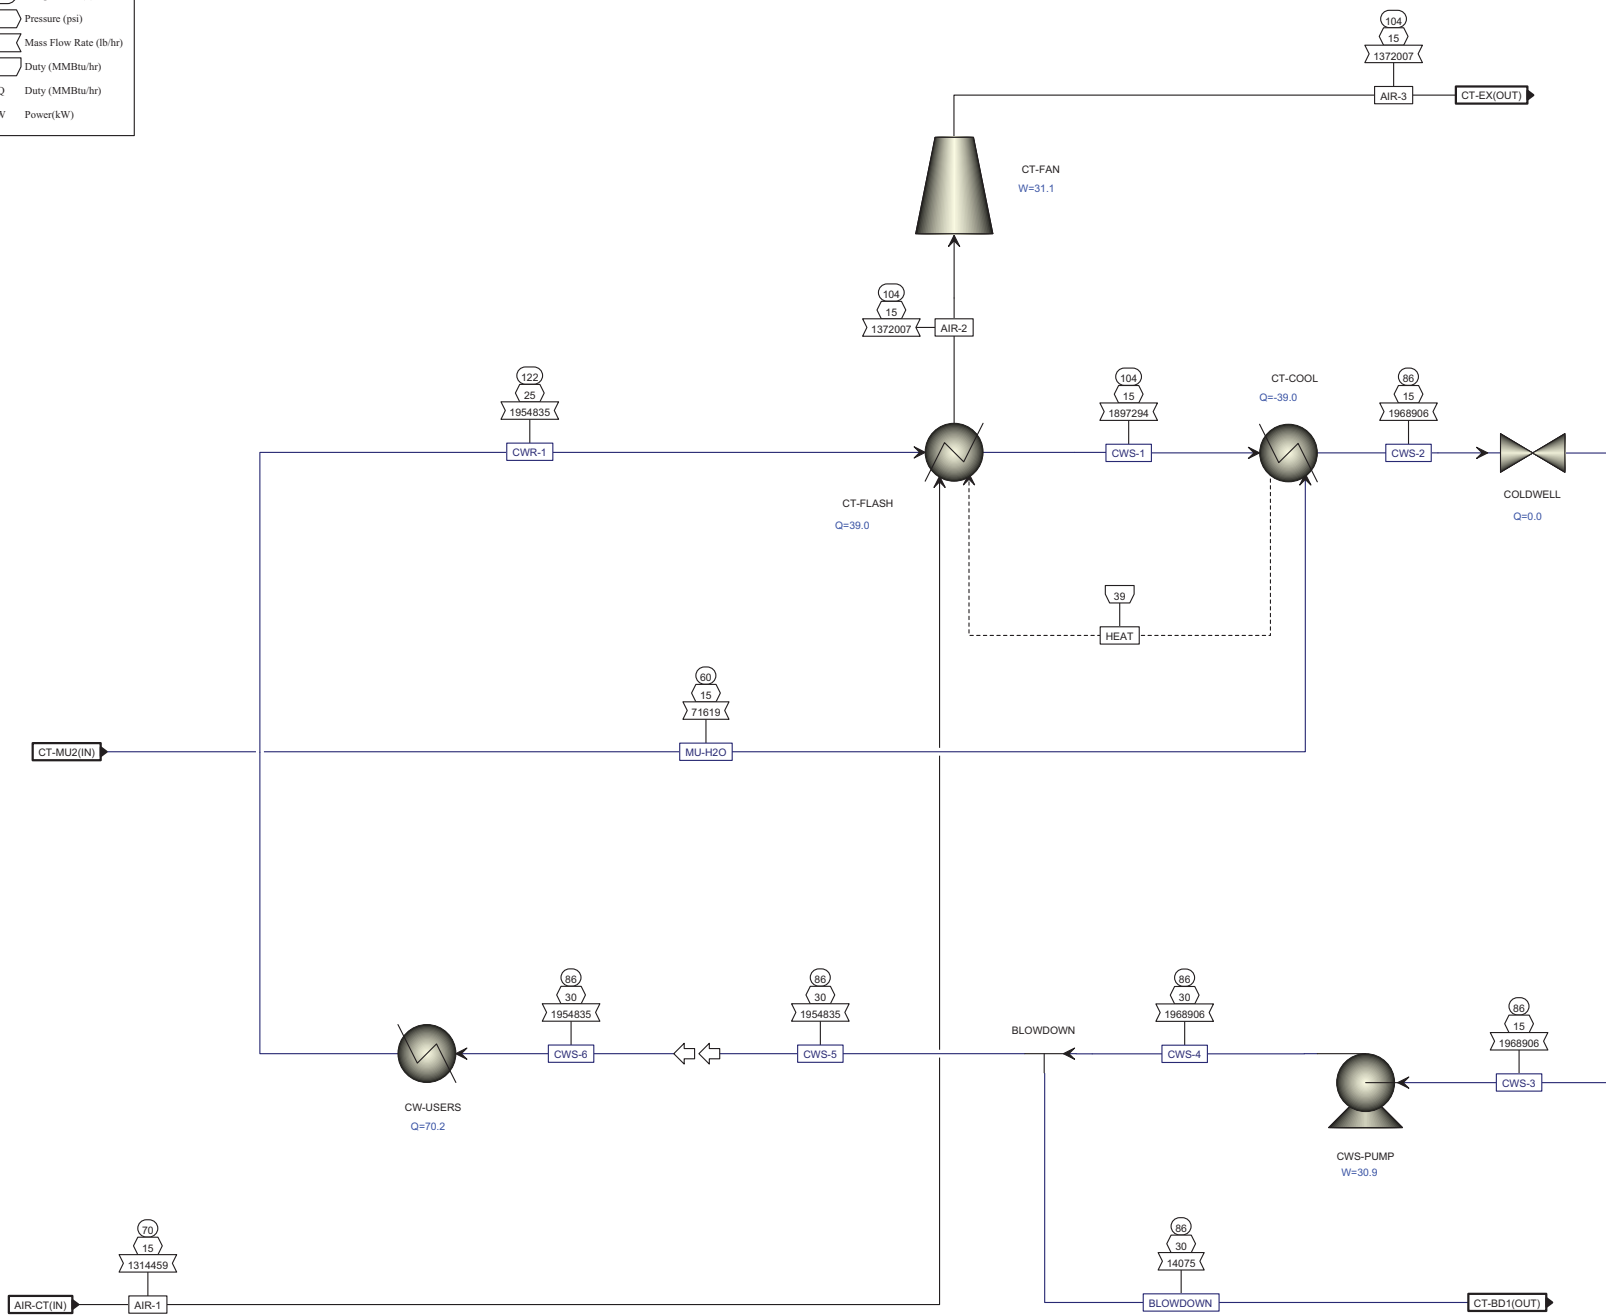 Pressure (psi)
Mass Flow Rate (lb/hr)
Duty (MMBtu/hr)
Q Duty (MMBtu/hr)
W Power(kW)
104
15
1372007
AIR-3
CT-EX(OUT)
CT-FAN
W=31.1
104
15
1372007
AIR-2
122
25
1954835
CWR-1
104
15
1897294
CWS-1
CT-COOL
Q=-39.0
86
15
1968906
CWS-2
COLDWELL
Q=0.0
CT-FLASH
Q=39.0
39
HEAT
60
15
71619
MU-H2O
CT-MU2(IN)
86
30
1954835
CWS-6
86
30
1954835
CWS-5
BLOWDOWN
86
30
1968906
CWS-4
86
15
1968906
CWS-3
CW-USERS
Q=70.2
CWS-PUMP
W=30.9
70
15
1314459
AIR-1
AIR-CT(IN)
86
30
14075
BLOWDOWN
CT-BD1(OUT)